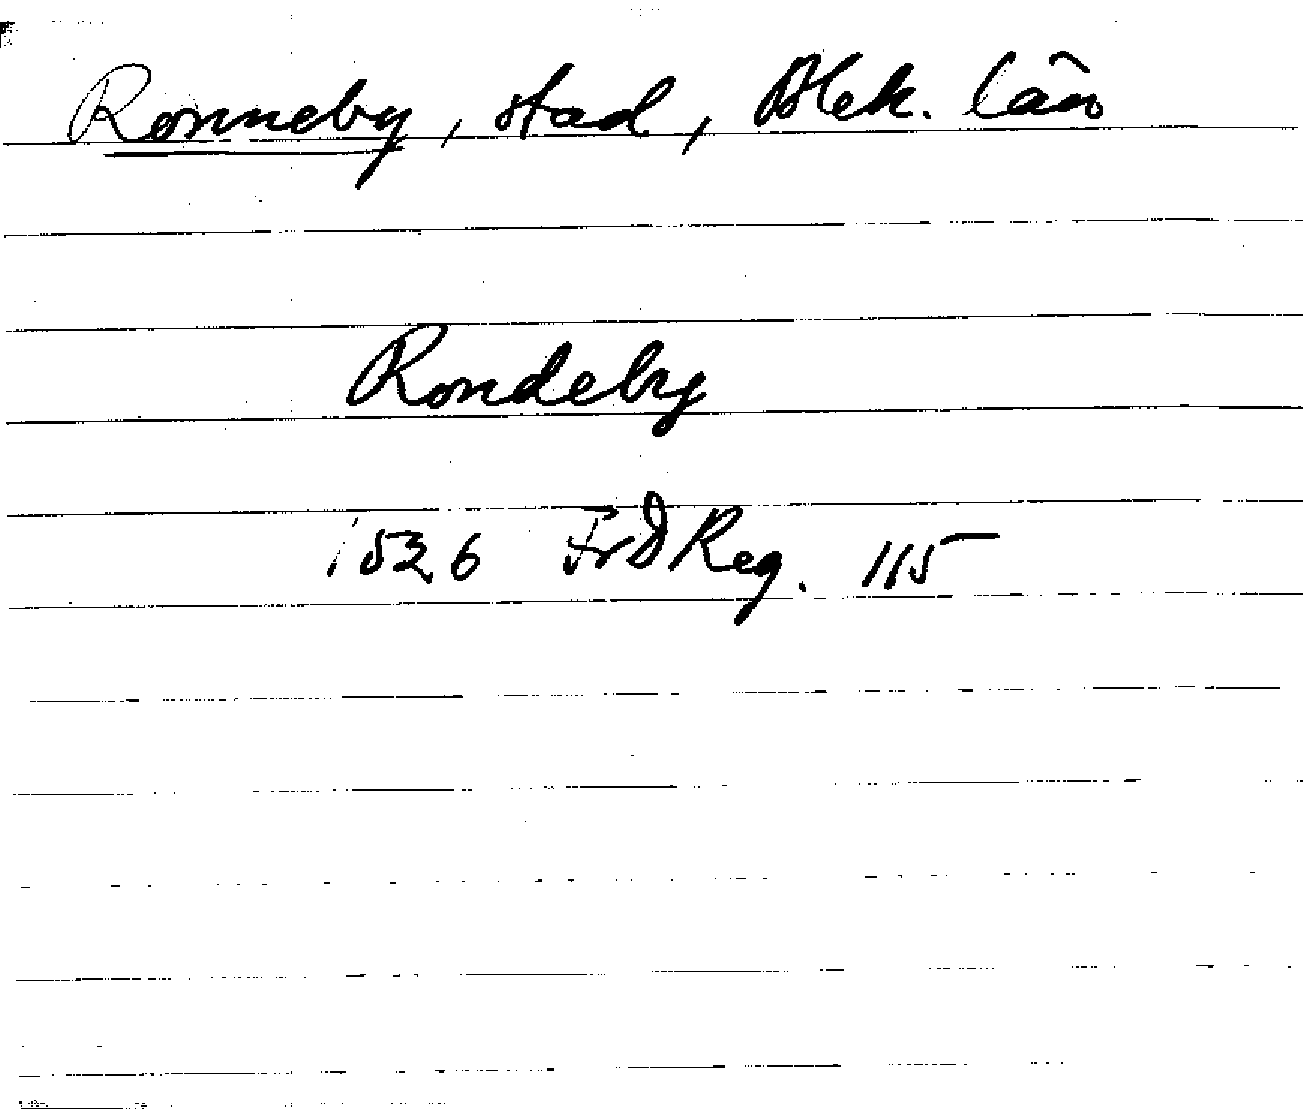 Ronneby, stad, Blek. län
Rondeby
1526 FrDReg. 115